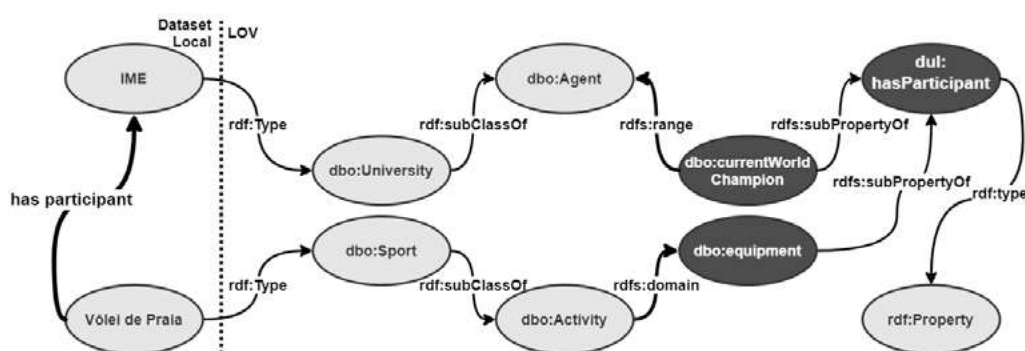 Dataset
Local
LOV
IME
dbo:Agent
dul:
hasParticipant
rdf:Type
rdf:subClassOf
rdfs:range
rdfs:subPropertyOf
dbo:University
dbo:currentWorld
Champion
has participant
rdfs:subPropertyOf
rdf:type
dbo:Sport
dbo:equipment
rdf:Type
rdf:subClassOf
rdfs:domain
Vôlei de Praia
dbo:Activity
rdf:Property